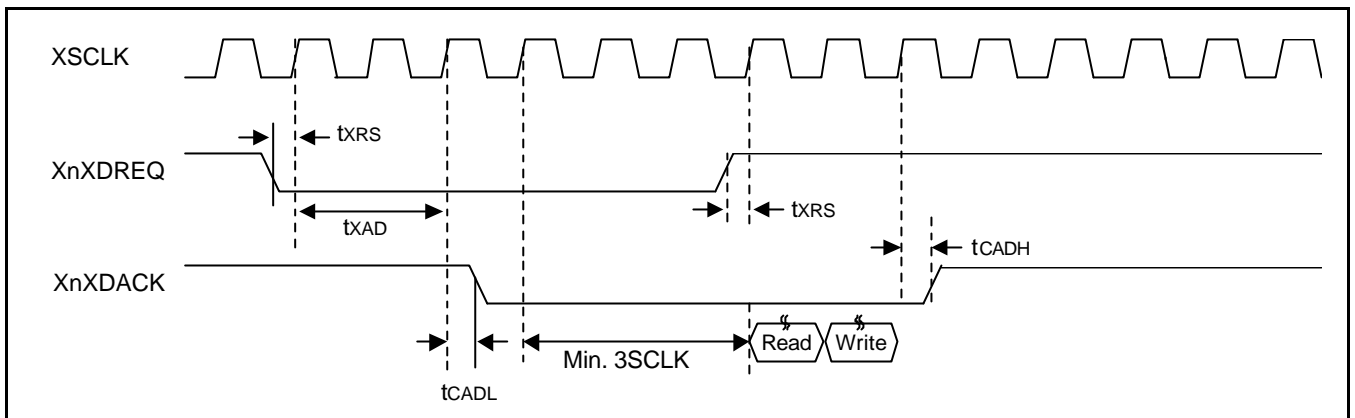 XSCLK
tXRS
XnXDREQ
tXRS
tXAD
tCADH
XnXDACK
Read Write
Min. 3SCLK
tCADL